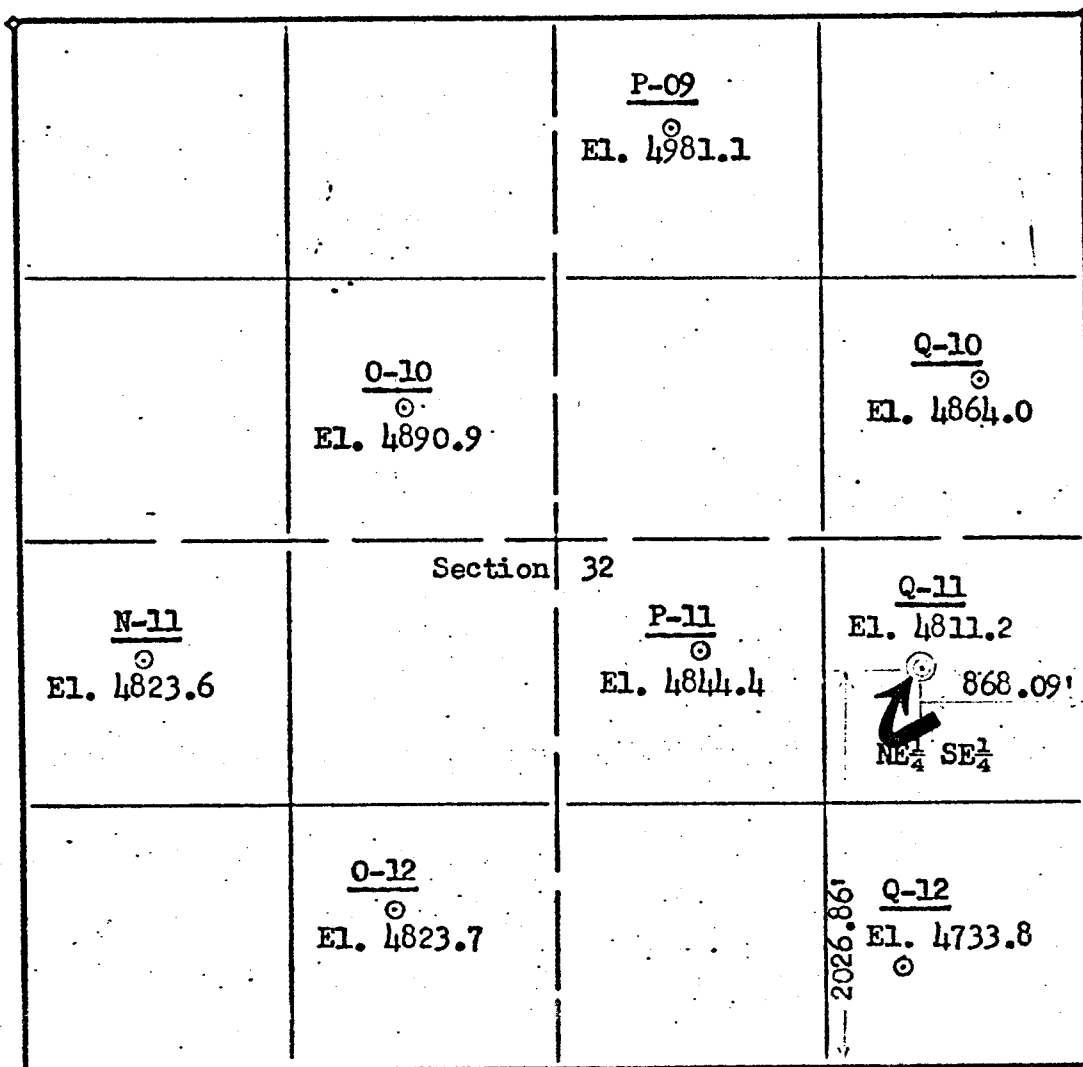 P-09
El. 4981.1
O-10
El. 4890.9
Q-10
El. 4864.0
Section 32
N-11
El. 4823.6
P-11
El. 4844.4
Q-11
El. 4811.2
868.09'
NE¼ SE¼
O-12
El. 4823.7
2026.86'
Q-12
El. 4733.8